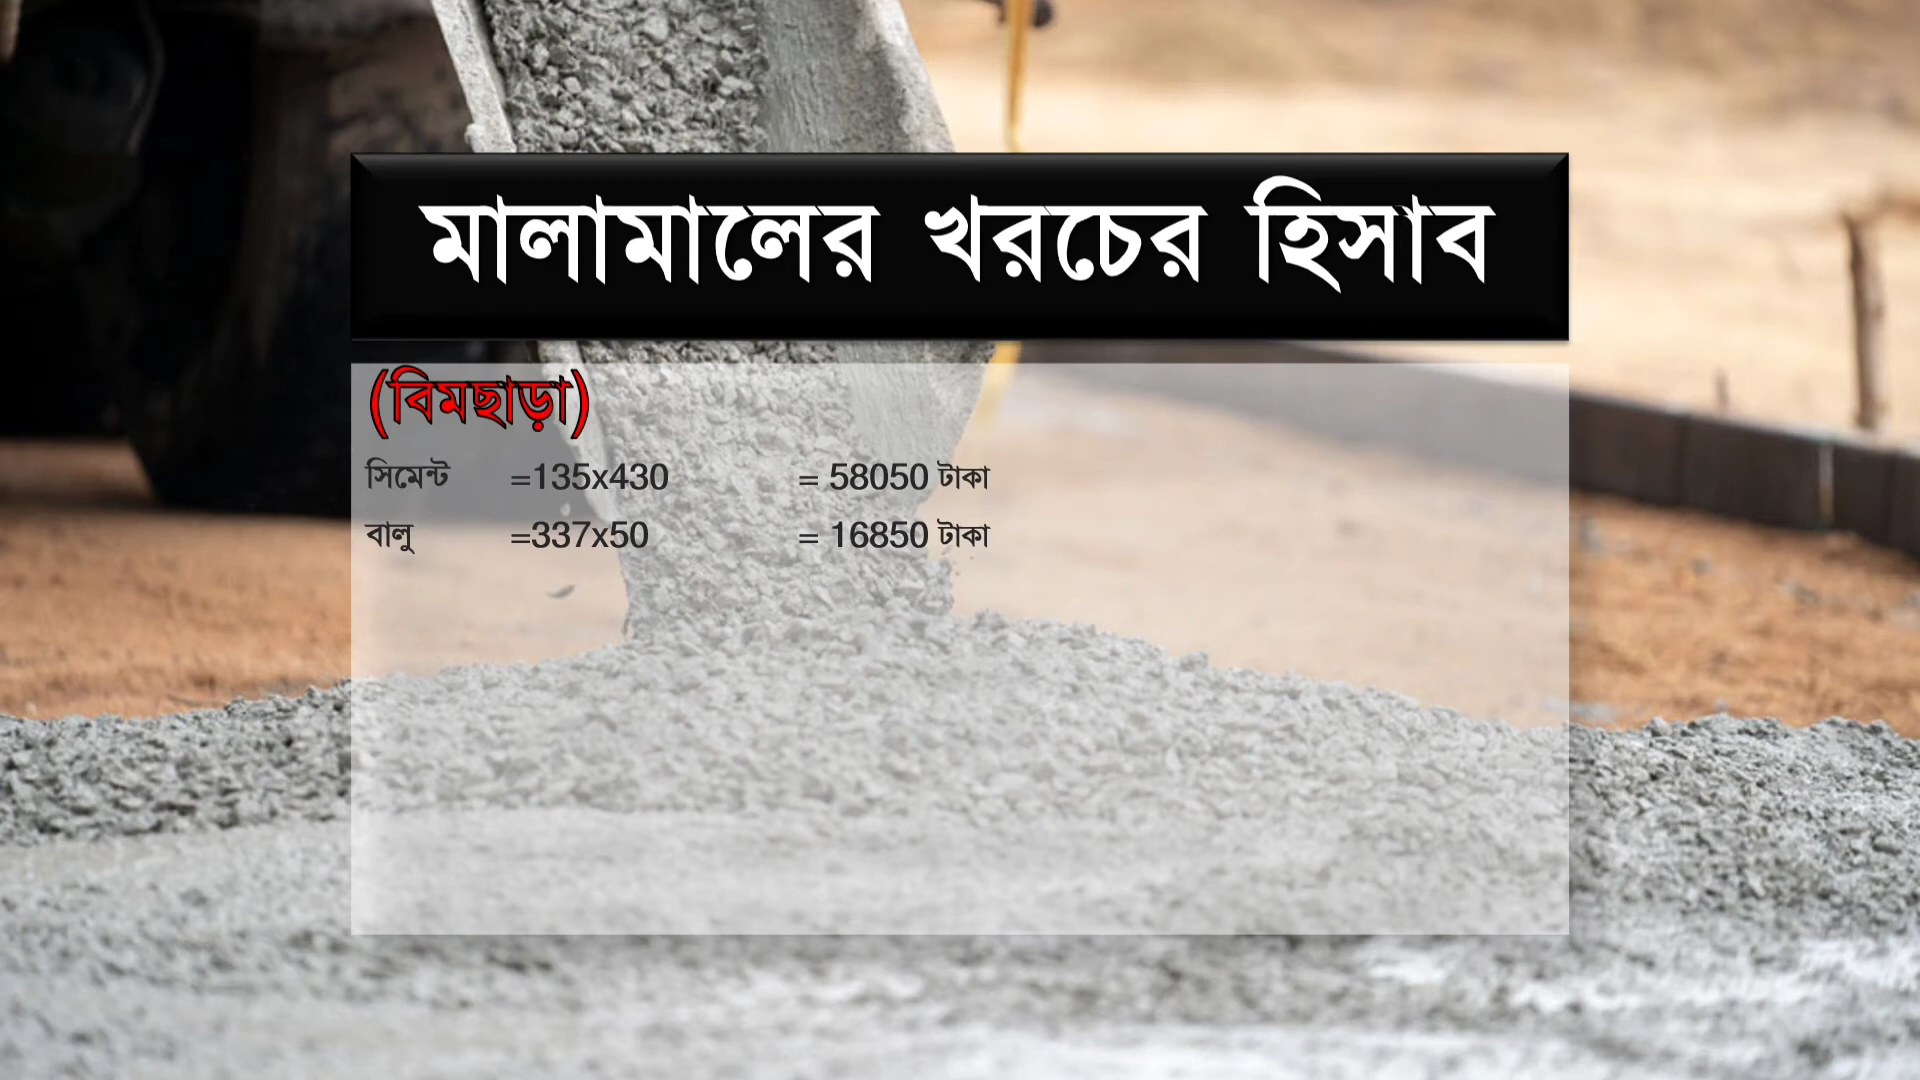 মালামালের খরচের হিসাব
(বিমছাড়া)
সিমেন্ট =135x430 = 58050 টাকা
বালু =337x50 = 16850 টাকা